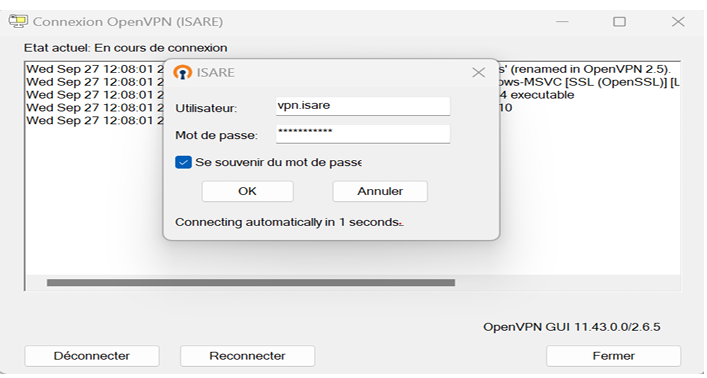 Connexion OpenVPN (ISARE)
Etat actuel: En cours de connexion
Wed Sep 27 12:08:01 2 s' (renamed in OpenVPN 2.5).
Wed Sep 27 12:08:01 2 ows-MSVC [SSL (OpenSSL)] [L
Wed Sep 27 12:08:01 2 4 executable
Wed Sep 27 12:08:01 2 10
Wed Sep 27 12:08:01 2
ISARE
Utilisateur: vpn.isare
Mot de passe: ***********
Se souvenir du mot de passe
OK Annuler
Connecting automatically in 1 seconds..
OpenVPN GUI 11.43.0.0/2.6.5
Déconnecter Reconnecter Fermer